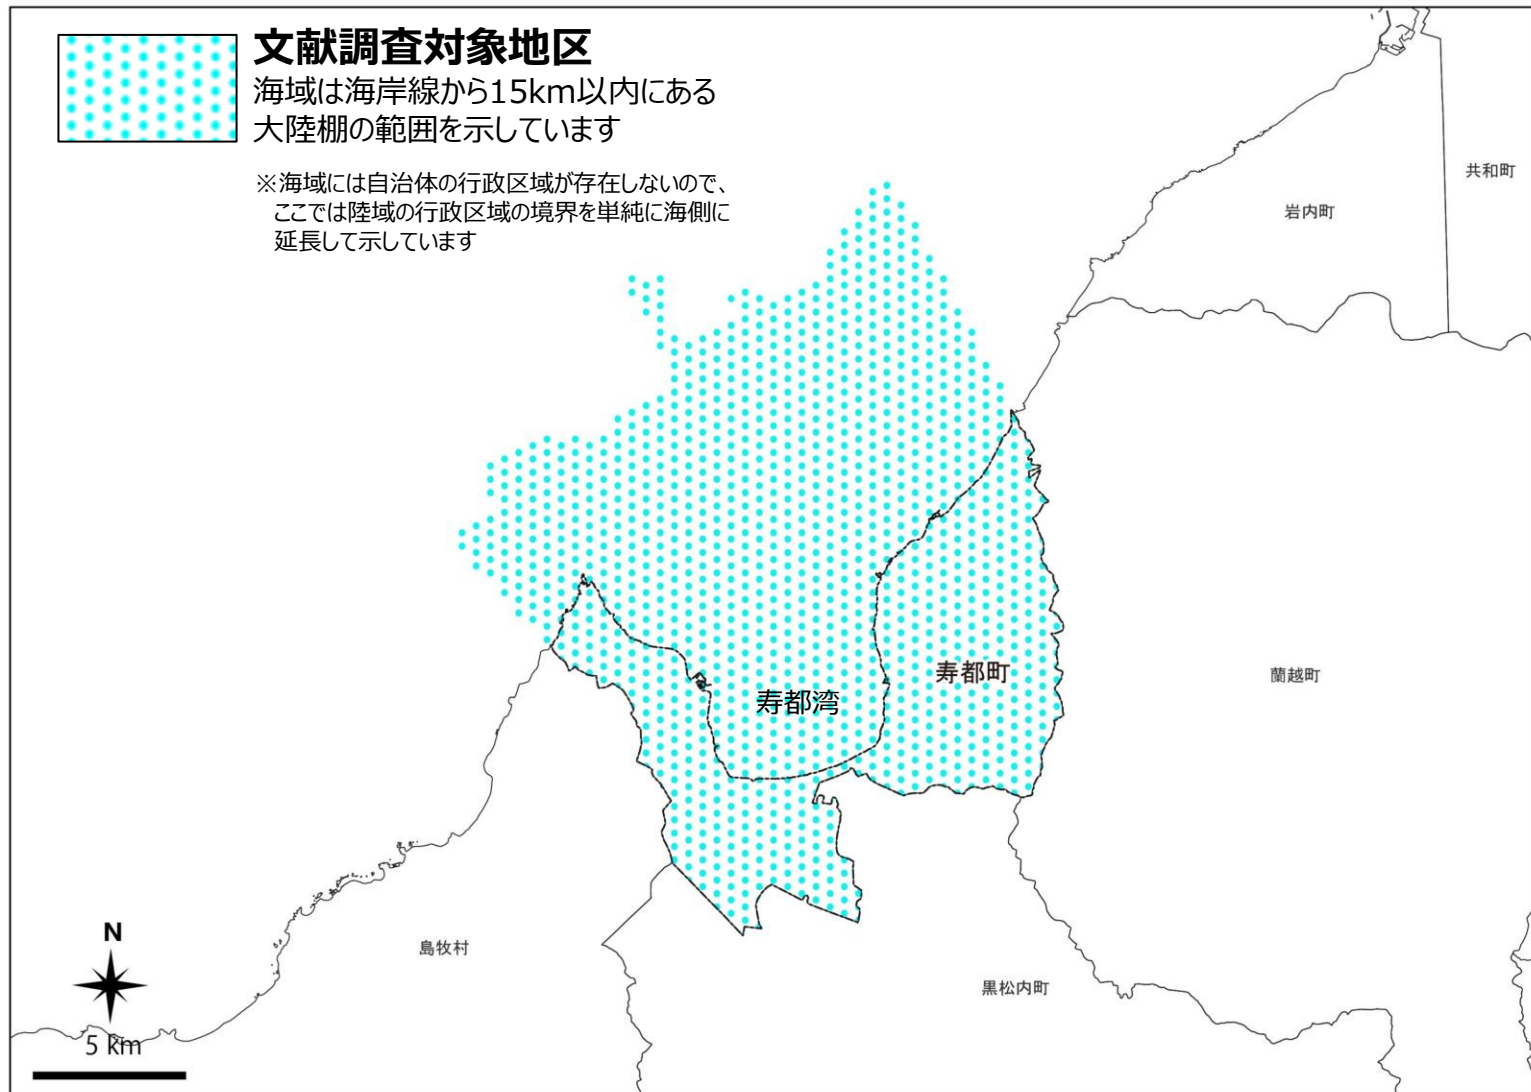 文献調査対象地区
海域は海岸線から15km以内にある
大陸棚の範囲を示しています
※海域には自治体の行政区域が存在しないので、
ここでは陸域の行政区域の境界を単純に海側に
延長して示しています
共和町
岩内町
寿都町
蘭越町
寿都湾
島牧村
黒松内町
N
5 km